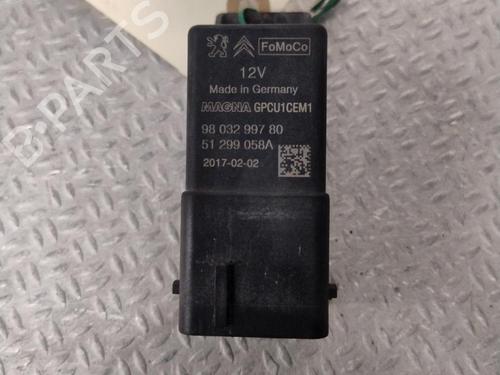 FoMoCo
12V
Made in Germany
MAGNA GPCU1CEM1
98 032 997 80
51 299 058A
2017-02-02
B-PARTS